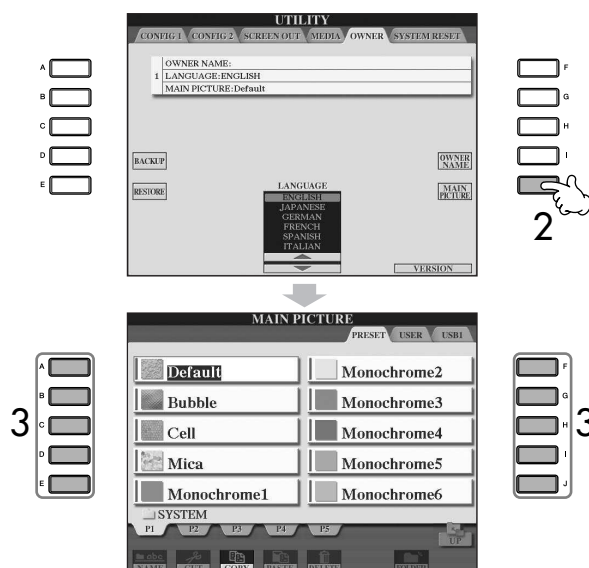 UTILITY
CONFIG 1 CONFIG 2 SCREEN OUT MEDIA OWNER SYSTEM RESET
OWNER NAME:
1 LANGUAGE:ENGLISH
MAIN PICTURE:Default
A
B
C
D
E
F
G
H
I
BACKUP
OWNER NAME
RESTORE
MAIN PICTURE
LANGUAGE
ENGLISH
JAPANESE
GERMAN
FRENCH
SPANISH
ITALIAN
VERSION
2
MAIN PICTURE
PRESET USER USB1
A
B
C
D
E
3
Default Monochrome2
Bubble Monochrome3
Cell Monochrome4
Mica Monochrome5
Monochrome1 Monochrome6
F
G
H
I
J
3
SYSTEM
P1 P2 P3 P4 P5
UP
abc
NAME CUT COPY PASTE DELETE FOLDER